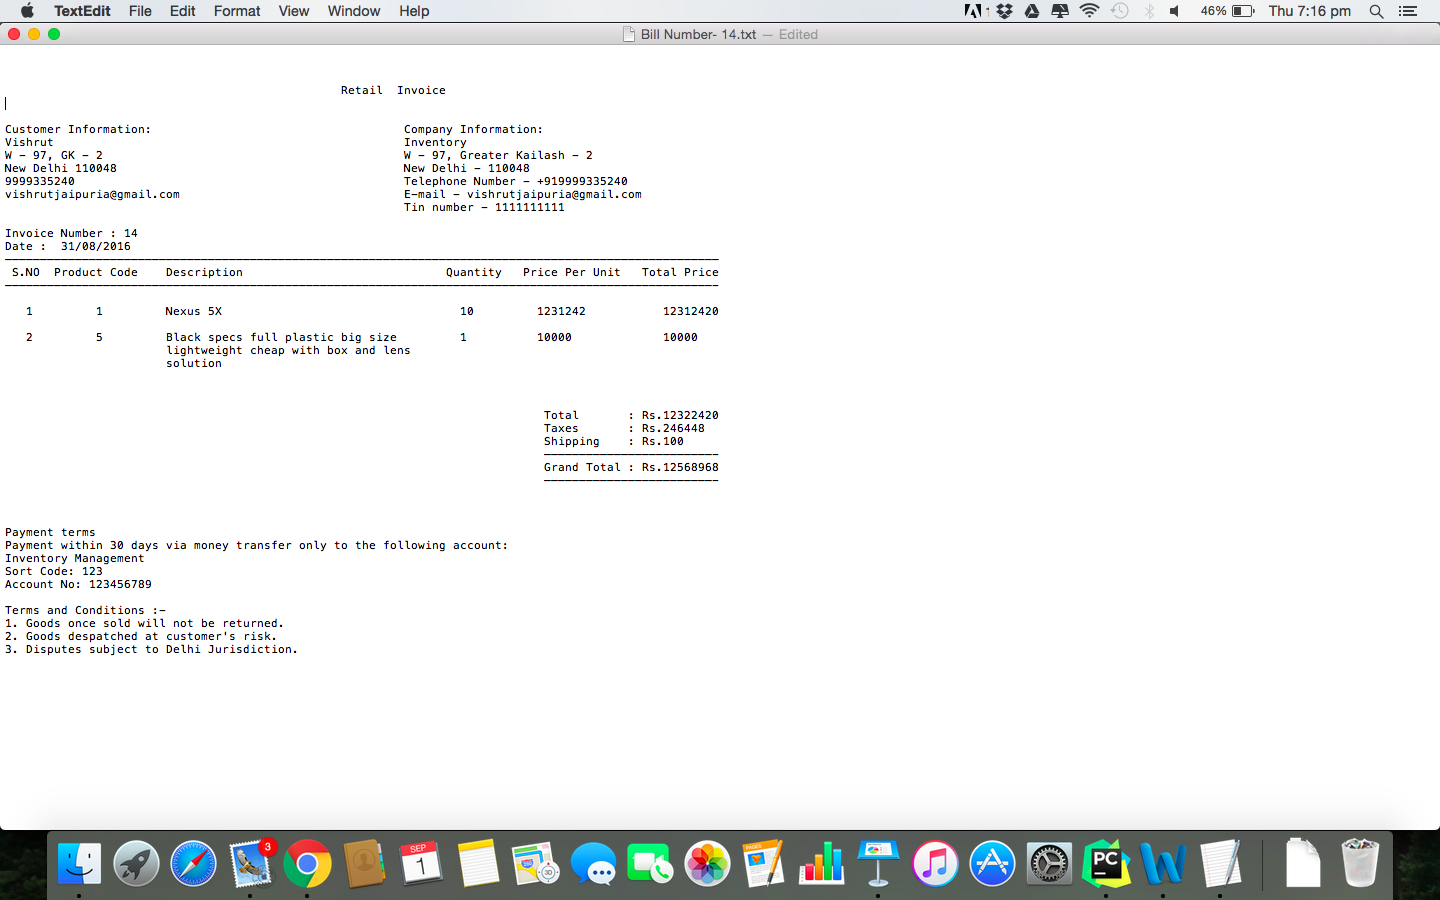 TextEdit File Edit Format View Window Help 46% Thu 7:16 pm
Bill Number- 14.txt — Edited
Retail Invoice
Customer Information: Company Information:
Vishrut Inventory
W - 97, GK - 2 W - 97, Greater Kailash - 2
New Delhi 110048 New Delhi - 110048
9999335240 Telephone Number - +919999335240
vishrutjaipuria@gmail.com E-mail - vishrutjaipuria@gmail.com
Tin number - 1111111111
Invoice Number : 14
Date : 31/08/2016
S.NO Product Code Description Quantity Price Per Unit Total Price
1 1 Nexus 5X 10 1231242 12312420
2 5 Black specs full plastic big size 1 10000 10000
lightweight cheap with box and lens
solution
Total : Rs.12322420
Taxes : Rs.246448
Shipping : Rs.100
Grand Total : Rs.12568968
Payment terms
Payment within 30 days via money transfer only to the following account:
Inventory Management
Sort Code: 123
Account No: 123456789
Terms and Conditions :-
1. Goods once sold will not be returned.
2. Goods despatched at customer's risk.
3. Disputes subject to Delhi Jurisdiction.
3
SEP
1
3D
PAGES
PC
W